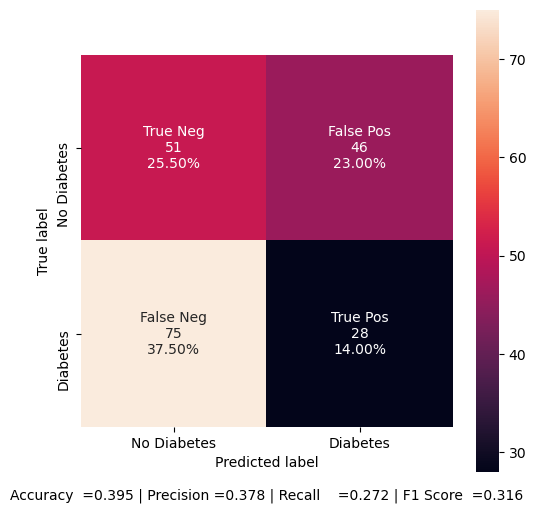 True Neg
51
25.50%
False Pos
46
23.00%
False Neg
75
37.50%
True Pos
28
14.00%
No Diabetes
Diabetes
True label
No Diabetes
Diabetes
Predicted label
70
60
50
40
30
Accuracy  =0.395 | Precision =0.378 | Recall    =0.272 | F1 Score  =0.316